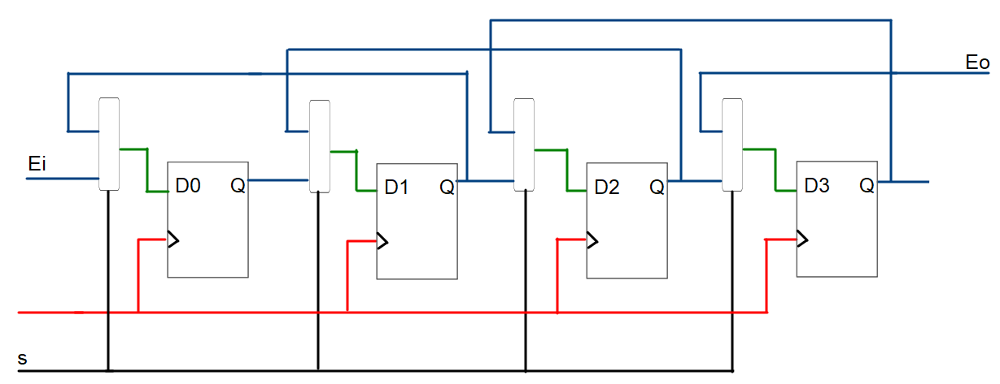 Eo
Ei
D0 Q
D1 Q
D2 Q
D3 Q
s